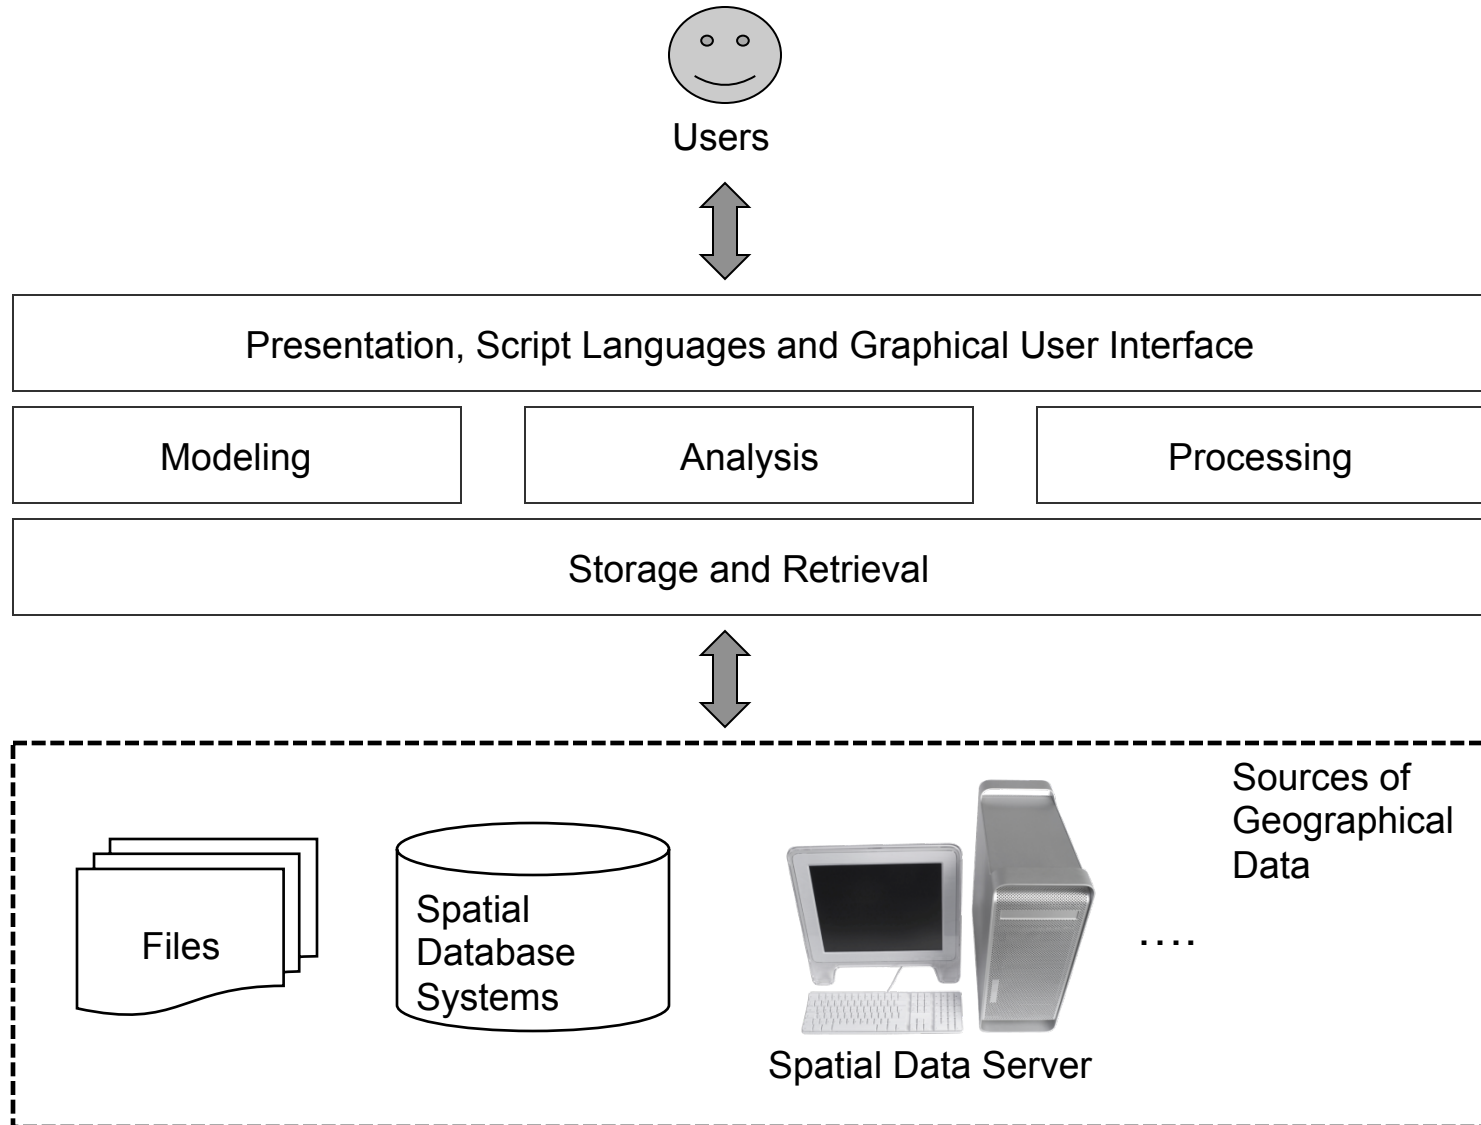 Users
Presentation, Script Languages and Graphical User Interface
Modeling
Analysis
Processing
Storage and Retrieval
Sources of
Geographical
Data
Files
Spatial
Database
Systems
....
Spatial Data Server